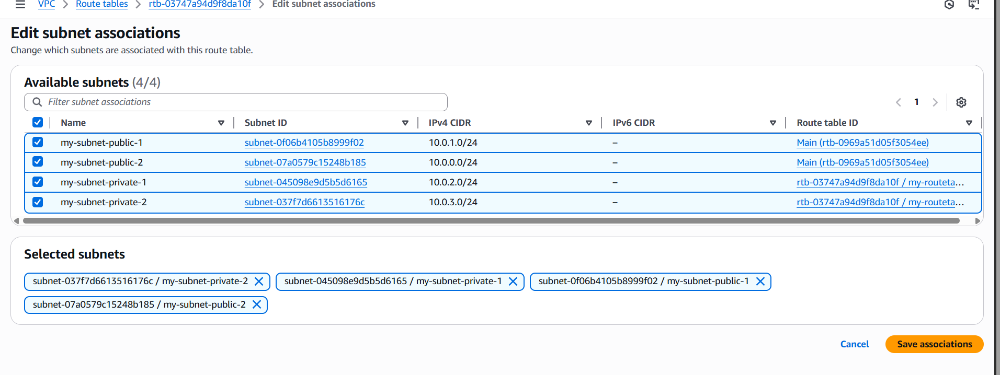 VPC > Route tables > rtb-03747a94d9f8da10f > Edit subnet associations
Edit subnet associations
Change which subnets are associated with this route table.
Available subnets (4/4)
Filter subnet associations
1
Name Subnet ID IPv4 CIDR IPv6 CIDR Route table ID
my-subnet-public-1 subnet-0f06b4105b8999f02 10.0.1.0/24 – Main (rtb-0969a51d05f3054ee)
my-subnet-public-2 subnet-07a0579c15248b185 10.0.0.0/24 – Main (rtb-0969a51d05f3054ee)
my-subnet-private-1 subnet-045098e9d5b5d6165 10.0.2.0/24 – rtb-03747a94d9f8da10f / my-routeta...
my-subnet-private-2 subnet-037f7d6613516176c 10.0.3.0/24 – rtb-03747a94d9f8da10f / my-routeta...
Selected subnets
subnet-037f7d6613516176c / my-subnet-private-2 subnet-045098e9d5b5d6165 / my-subnet-private-1 subnet-0f06b4105b8999f02 / my-subnet-public-1
subnet-07a0579c15248b185 / my-subnet-public-2
Cancel Save associations